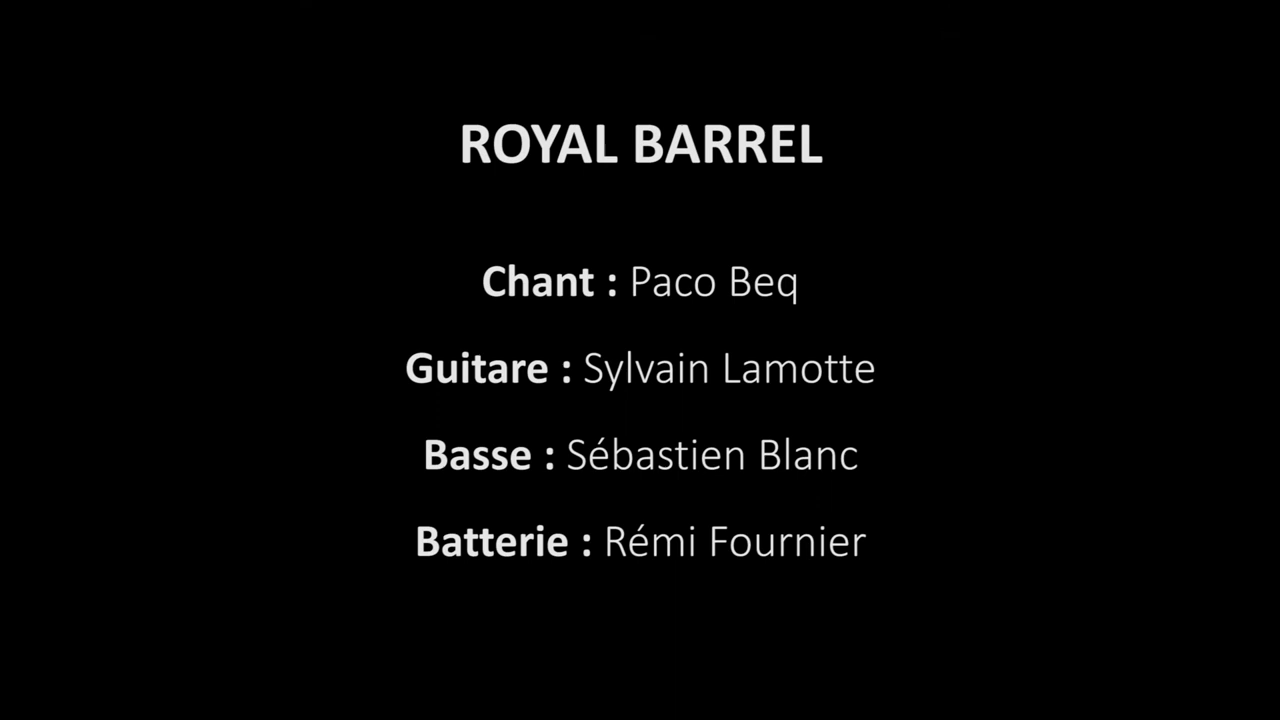 ROYAL BARREL
Chant : Paco Beq
Guitare : Sylvain Lamotte
Basse : Sébastien Blanc
Batterie : Rémi Fournier